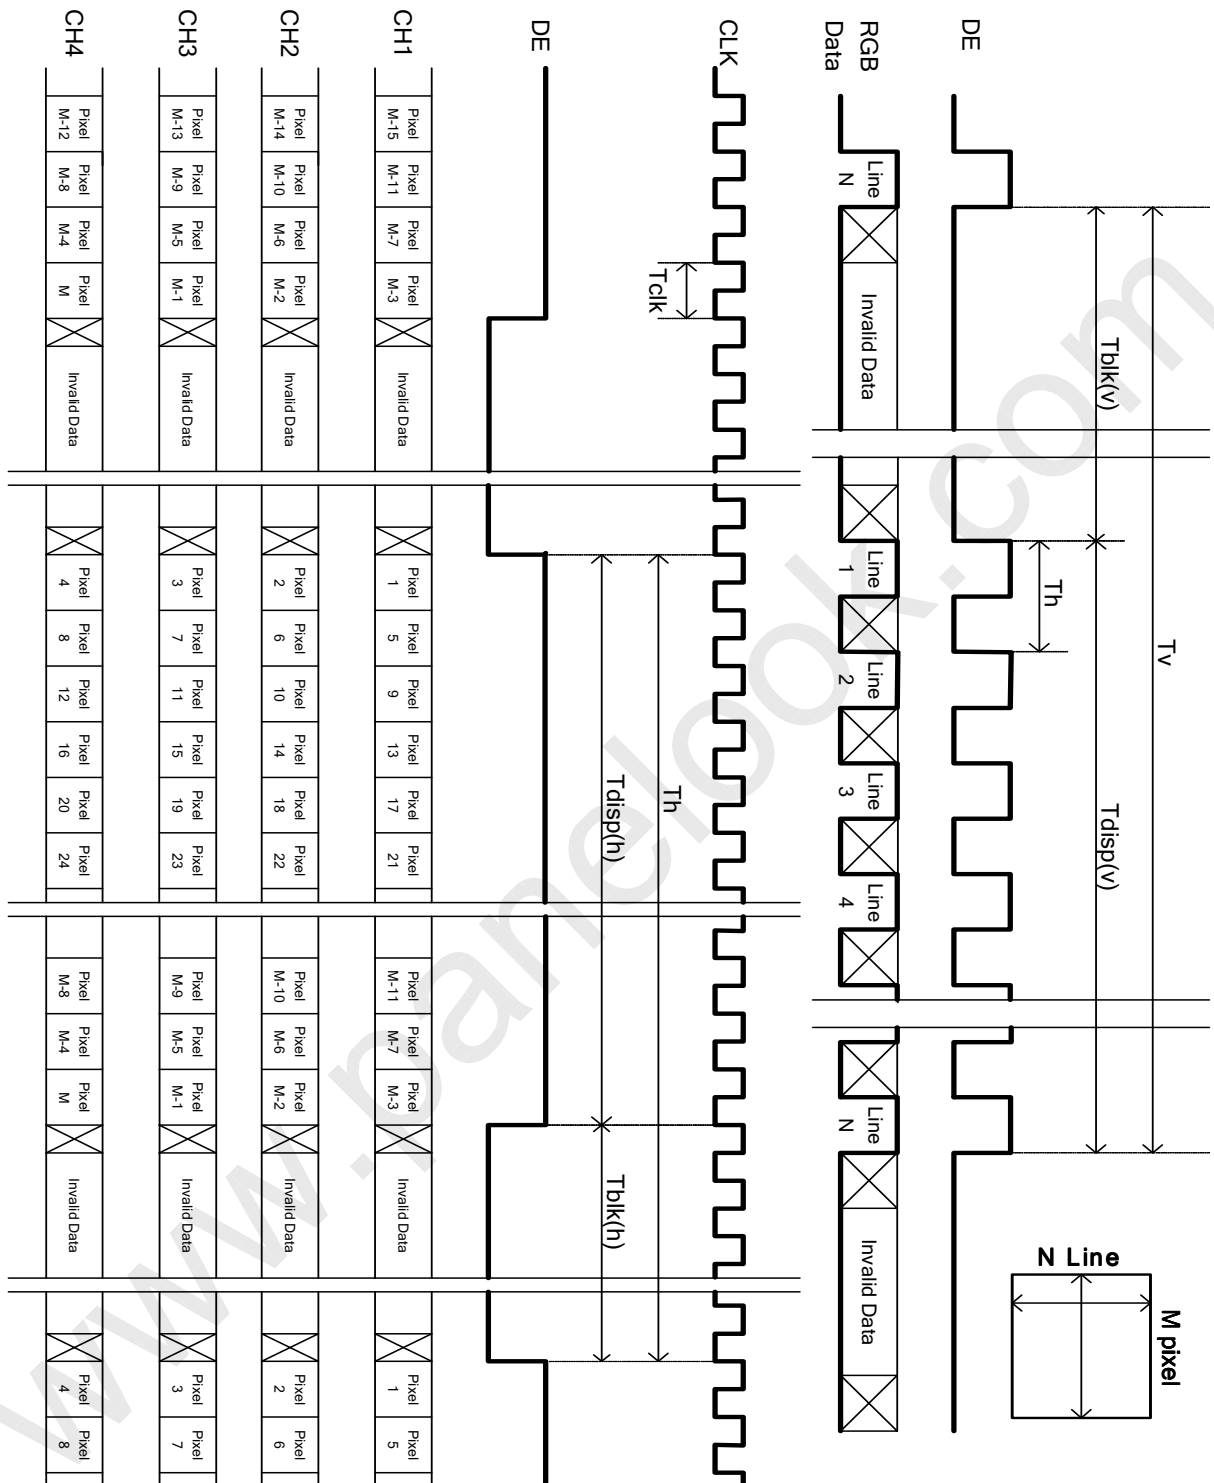 DE
RGB
Data
Line
N
Invalid Data
Line
1
Line
2
Line
3
Line
4
Line
N
Invalid Data
Tv
Tblk(v)
Tdisp(v)
Th
N Line
M pixel
CLK
Tclk
DE
Th
Tdisp(h)
Tblk(h)
CH1
Pixel M-15
Pixel M-11
Pixel M-7
Pixel M-3
Invalid Data
Pixel 1
Pixel 5
Pixel 9
Pixel 13
Pixel 17
Pixel 21
Pixel M-11
Pixel M-7
Pixel M-3
Invalid Data
Pixel 1
Pixel 5
CH2
Pixel M-14
Pixel M-10
Pixel M-6
Pixel M-2
Invalid Data
Pixel 2
Pixel 6
Pixel 10
Pixel 14
Pixel 18
Pixel 22
Pixel M-10
Pixel M-6
Pixel M-2
Invalid Data
Pixel 2
Pixel 6
CH3
Pixel M-13
Pixel M-9
Pixel M-5
Pixel M-1
Invalid Data
Pixel 3
Pixel 7
Pixel 11
Pixel 15
Pixel 19
Pixel 23
Pixel M-9
Pixel M-5
Pixel M-1
Invalid Data
Pixel 3
Pixel 7
CH4
Pixel M-12
Pixel M-8
Pixel M-4
Pixel M
Invalid Data
Pixel 4
Pixel 8
Pixel 12
Pixel 16
Pixel 20
Pixel 24
Pixel M-8
Pixel M-4
Pixel M
Invalid Data
Pixel 4
Pixel 8
www.panelook.com